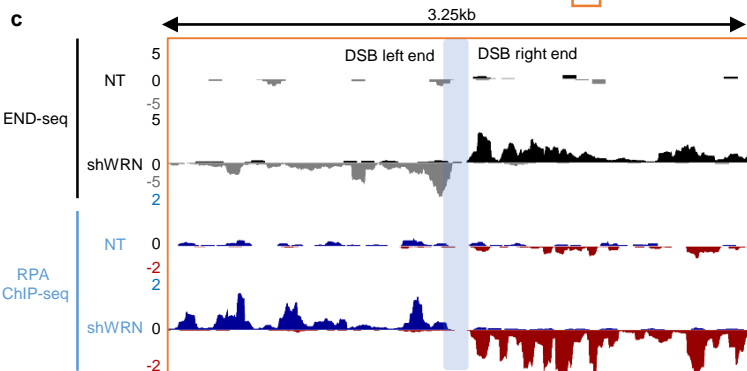 c
3.25kb
DSB left end
DSB right end
5
NT
0
-5
END-seq
5
shWRN
0
-5
2
NT
0
-2
RPA
ChIP-seq
2
shWRN
0
-2